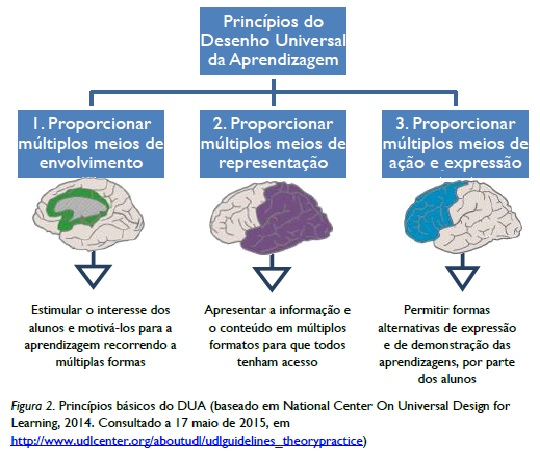 Princípios do
Desenho Universal
da Aprendizagem
1. Proporcionar
múltiplos meios de
envolvimento
2. Proporcionar
múltiplos meios de
representação
3. Proporcionar
múltiplos meios de
ação e expressão
Estimular o interesse dos
alunos e motivá-los para a
aprendizagem recorrendo a
múltiplas formas
Apresentar a informação e
o conteúdo em múltiplos
formatos para que todos
tenham acesso
Permitir formas
alternativas de expressão
e de demonstração das
aprendizagens, por parte
dos alunos
Figura 2. Princípios básicos do DUA (baseado em National Center On Universal Design for
Learning, 2014. Consultado a 17 maio de 2015, em
http://www.udlcenter.org/aboutudl/udlguidelines_theorypractice)